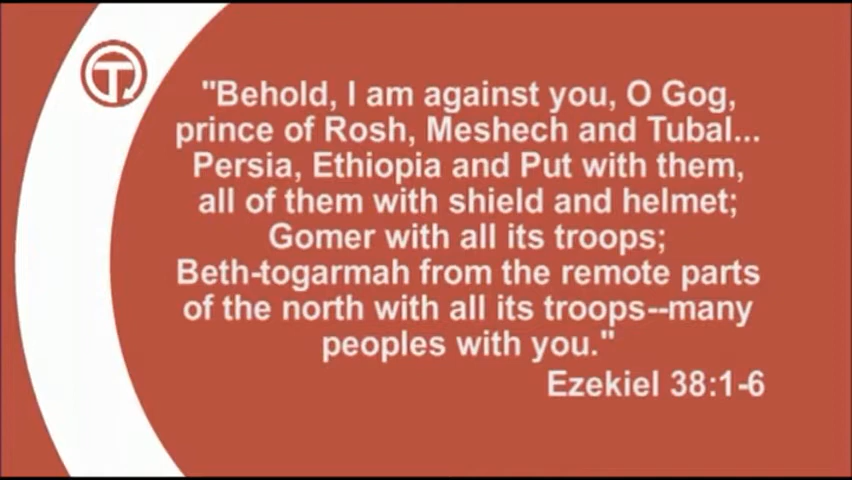 T
"Behold, I am against you, O Gog,
prince of Rosh, Meshech and Tubal...
Persia, Ethiopia and Put with them,
all of them with shield and helmet;
Gomer with all its troops;
Beth-togarmah from the remote parts
of the north with all its troops--many
peoples with you."
Ezekiel 38:1-6